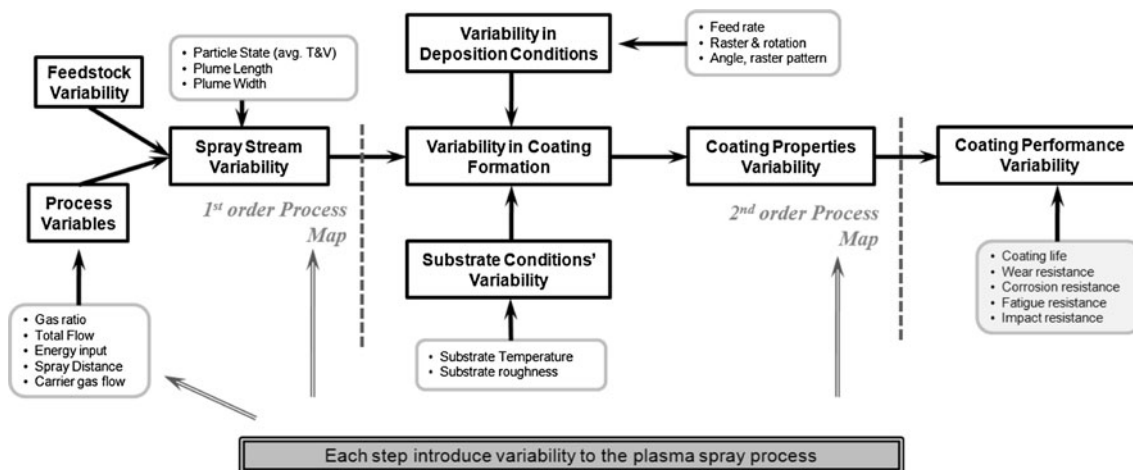 Variability in
Deposition Conditions
• Feed rate
• Raster & rotation
• Angle, raster pattern
• Particle State (avg. T&V)
• Plume Length
• Plume Width
Feedstock
Variability
Spray Stream
Variability
Variability in Coating
Formation
Coating Properties
Variability
Coating Performance
Variability
Process
Variables
1st order Process
Map
2nd order Process
Map
Substrate Conditions'
Variability
• Coating life
• Wear resistance
• Corrosion resistance
• Fatigue resistance
• Impact resistance
• Gas ratio
• Total Flow
• Energy input
• Spray Distance
• Carrier gas flow
• Substrate Temperature
• Substrate roughness
Each step introduce variability to the plasma spray process